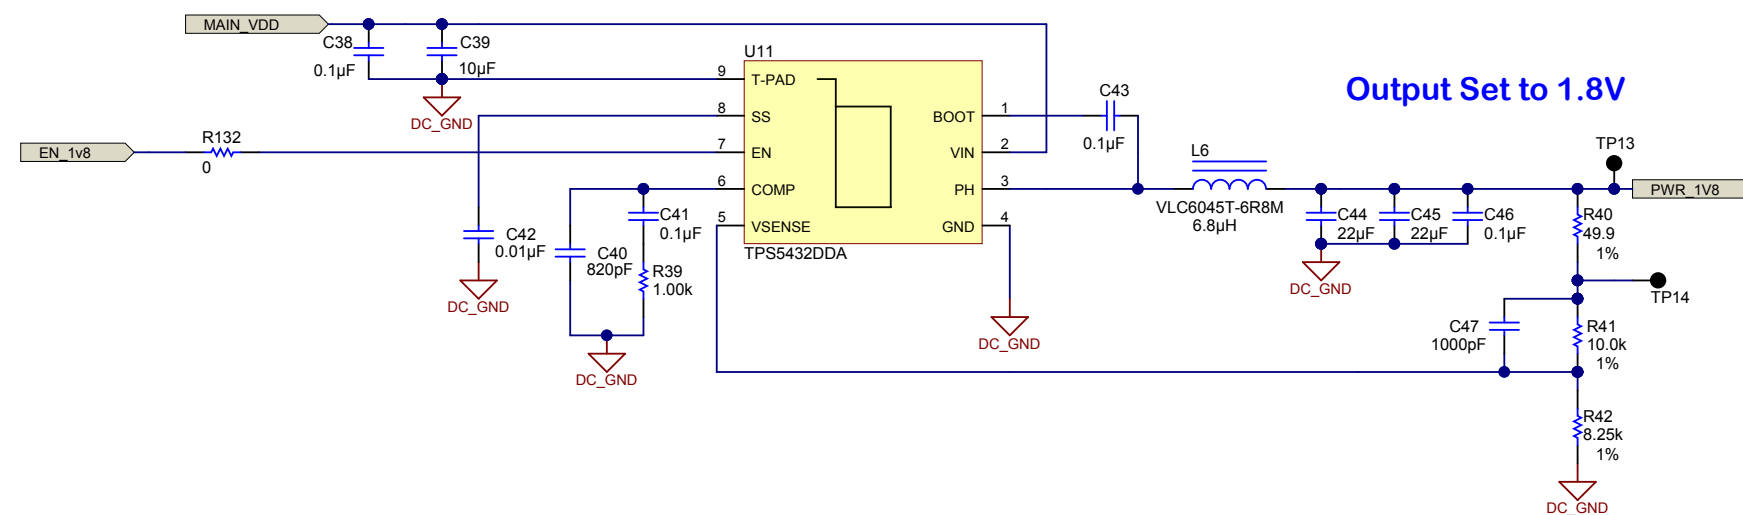 MAIN_VDD
C38
0.1µF
C39
10µF
DC_GND
EN_1v8
R132
0
C42
0.01µF
DC_GND
C40
820pF
C41
0.1µF
R39
1.00k
DC_GND
U11
9 T-PAD
8 SS
7 EN
6 COMP
5 VSENSE
BOOT 1
VIN 2
PH 3
GND 4
TPS5432DDA
DC_GND
C43
0.1µF
Output Set to 1.8V
L6
VLC6045T-6R8M
6.8µH
C44
22µF
C45
22µF
C46
0.1µF
DC_GND
TP13
PWR_1V8
R40
49.9
1%
TP14
C47
1000pF
R41
10.0k
1%
R42
8.25k
1%
DC_GND